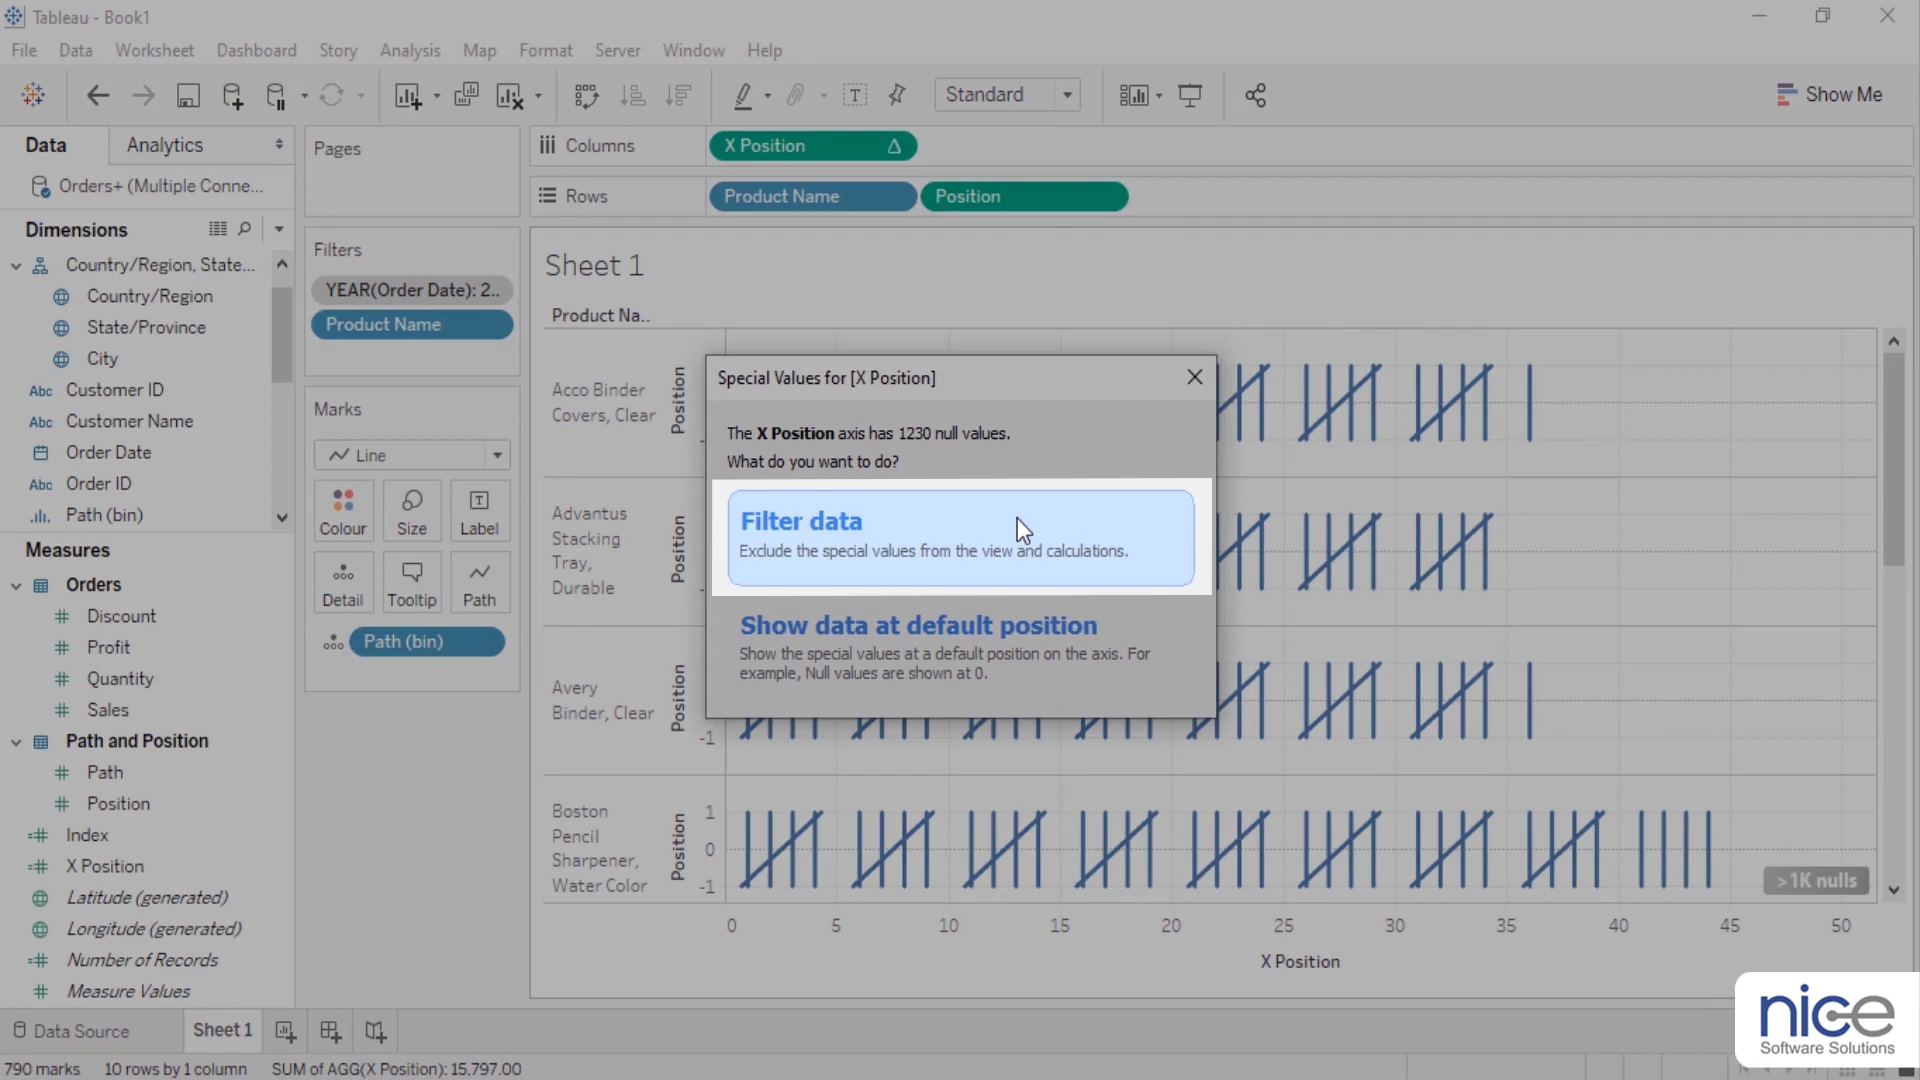 Tableau - Book1
File Data Worksheet Dashboard Story Analysis Map Format Server Window Help
Standard
Show Me
Data
Analytics
Orders+ (Multiple Conne...
Dimensions
Country/Region, State...
Country/Region
State/Province
City
Abc Customer ID
Abc Customer Name
Order Date
Abc Order ID
Path (bin)
Measures
Orders
Discount
Profit
Quantity
Sales
Path and Position
Path
Position
Index
X Position
Latitude (generated)
Longitude (generated)
Number of Records
Measure Values
Pages
Filters
YEAR(Order Date): 2..
Product Name
Marks
Line
Colour
Size
Label
Detail
Tooltip
Path
Path (bin)
Columns
X Position
Rows
Product Name
Position
Sheet 1
Product Na..
Acco Binder
Covers, Clear
Position
Advantus
Stacking
Tray,
Durable
Position
Avery
Binder, Clear
Position
-1
Boston
Pencil
Sharpener,
Water Color
Position
1
0
-1
>1K nulls
0 5 10 15 20 25 30 35 40 45 50
X Position
Special Values for [X Position]
The X Position axis has 1230 null values.
What do you want to do?
Filter data
Exclude the special values from the view and calculations.
Show data at default position
Show the special values at a default position on the axis. For
example, Null values are shown at 0.
Data Source
Sheet 1
790 marks 10 rows by 1 column SUM of AGG(X Position): 15,797.00
nice
Software Solutions